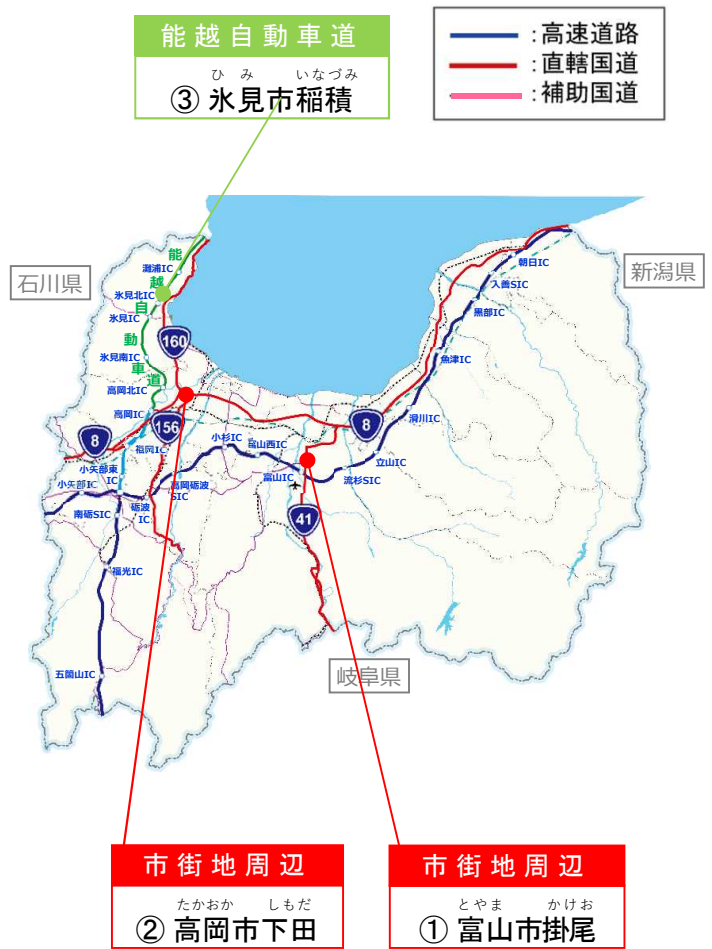 能越自動車道
ひみ いなづみ
③ 氷見市稲積
：高速道路
：直轄国道
：補助国道
石川県
新潟県
岐阜県
能越自動車道
灘浦IC
氷見北IC
氷見IC
氷見南IC
高岡北IC
高岡IC
福岡IC
小矢部東IC
小矢部IC
南砺SIC
砺波IC
高岡砺波SIC
福光IC
五箇山IC
小杉IC
富山西IC
富山IC
流杉SIC
立山IC
滑川IC
魚津IC
黒部IC
入善SIC
朝日IC
160
156
8
8
41
市街地周辺
たかおか しもだ
② 高岡市下田
市街地周辺
とやま かけお
① 富山市掛尾